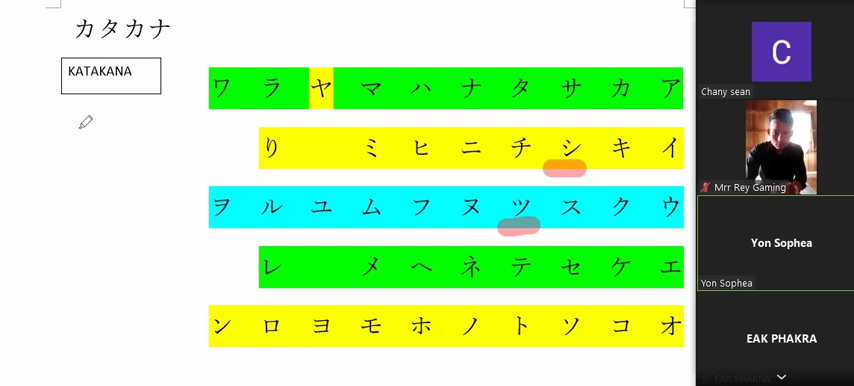 カタカナ
KATAKANA
ワ ラ ヤ マ ハ ナ タ サ カ ア
り ミ ヒ ニ チ シ キ イ
ヲ ル ユ ム フ ヌ ツ ス ク ウ
レ メ ヘ ネ テ セ ケ エ
ン ロ ヨ モ ホ ノ ト ソ コ オ
C
Chany sean
Mrr Rey Gaming
Yon Sophea
Yon Sophea
EAK PHAKRA
EAK PHAKRA